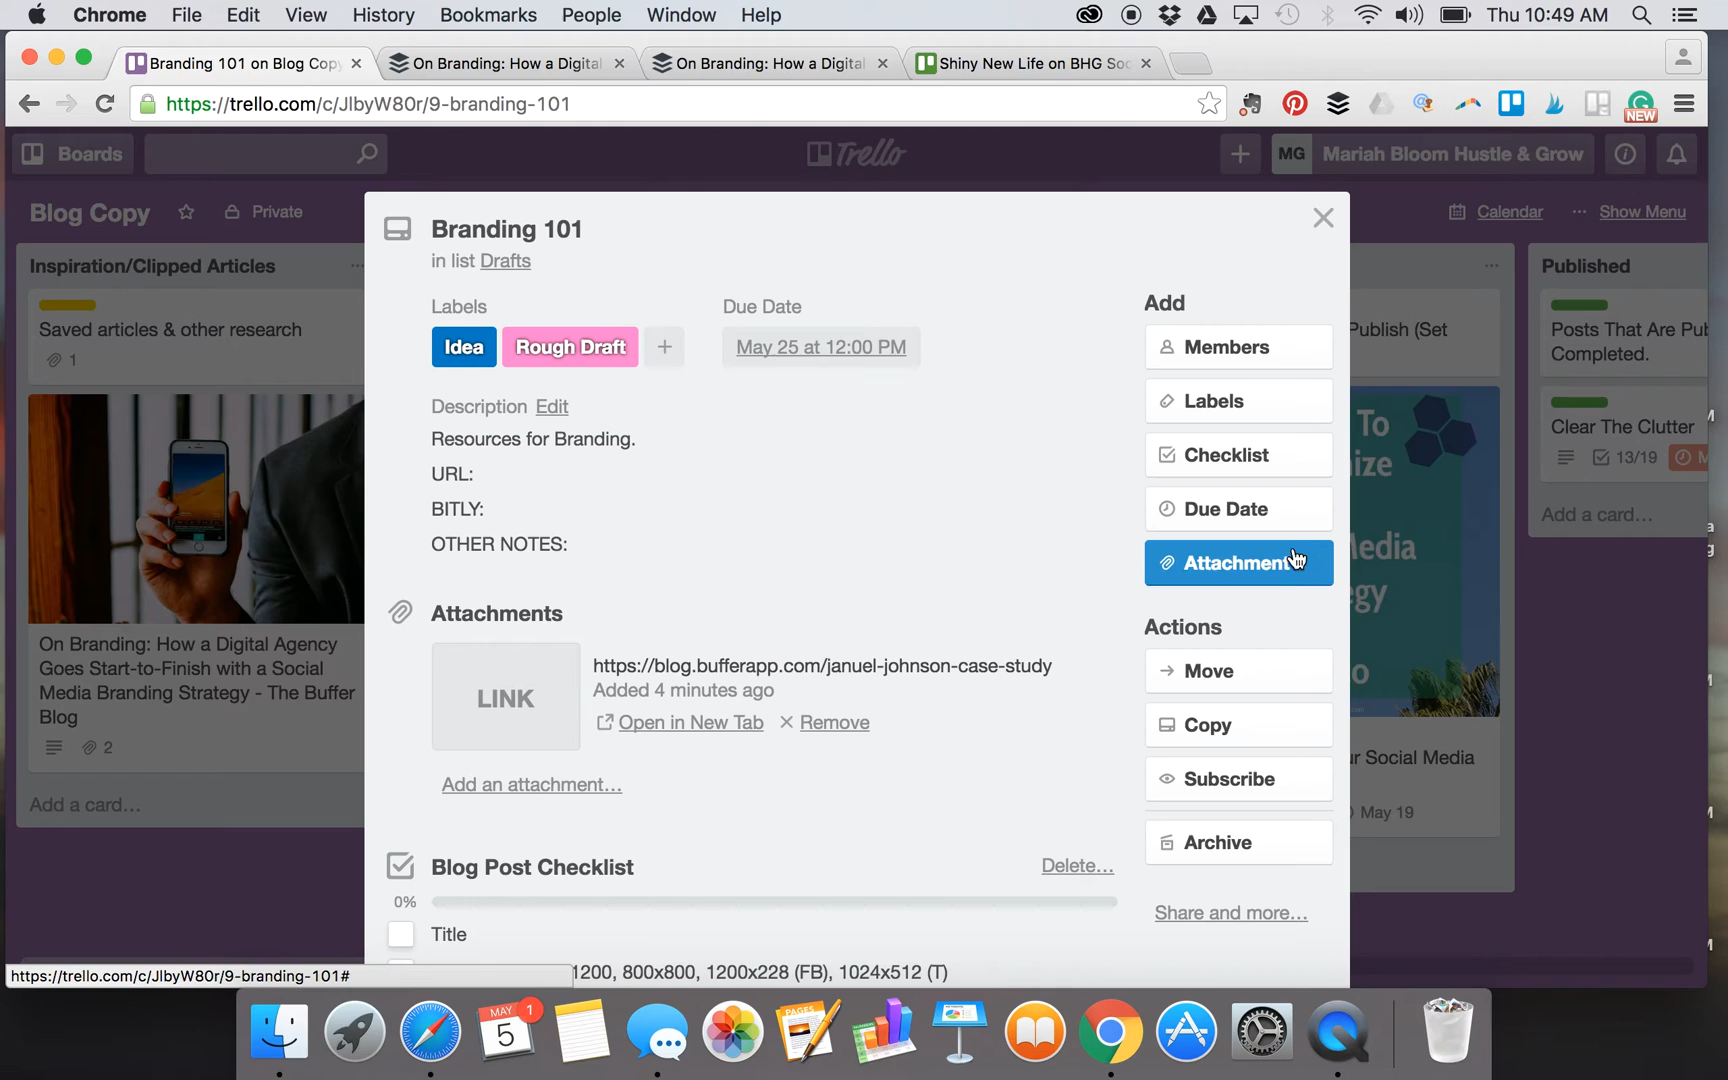 Chrome File Edit View History Bookmarks People Window Help
Thu 10:49 AM
Branding 101 on Blog Copy
On Branding: How a Digital
On Branding: How a Digital
Shiny New Life on BHG Soc
https://trello.com/c/JlbyW80r/9-branding-101
NEW
Boards
Trello
MG Mariah Bloom Hustle & Grow
Blog Copy
Private
Calendar
Show Menu
Inspiration/Clipped Articles
Saved articles & other research
1
On Branding: How a Digital Agency
Goes Start-to-Finish with a Social
Media Branding Strategy - The Buffer
Blog
2
Add a card...
Branding 101
in list Drafts
Labels
Idea
Rough Draft
Due Date
May 25 at 12:00 PM
Description Edit
Resources for Branding.
URL:
BITLY:
OTHER NOTES:
Attachments
LINK
https://blog.bufferapp.com/januel-johnson-case-study
Added 4 minutes ago
Open in New Tab
Remove
Add an attachment...
Blog Post Checklist
Delete...
0%
Title
1200, 800x800, 1200x228 (FB), 1024x512 (T)
Add
Members
Labels
Checklist
Due Date
Attachment
Actions
Move
Copy
Subscribe
Archive
Share and more...
Publish (Set
To
ize
Media
egy
o
ur Social Media
May 19
Published
Posts That Are Pub
Completed.
Clear The Clutter
13/19
Add a card...
https://trello.com/c/JlbyW80r/9-branding-101#
MAY
5
1
PAGES